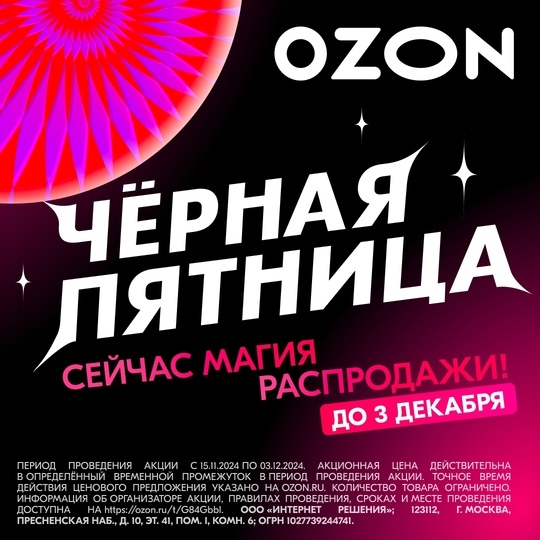 OZON
ЧЁРНАЯ
ПЯТНИЦА
СЕЙЧАС МАГИЯ
РАСПРОДАЖИ!
ДО 3 ДЕКАБРЯ
ПЕРИОД ПРОВЕДЕНИЯ АКЦИИ С 15.11.2024 ПО 03.12.2024. АКЦИОННАЯ ЦЕНА ДЕЙСТВИТЕЛЬНА
В ОПРЕДЕЛЁННЫЙ ВРЕМЕННОЙ ПРОМЕЖУТОК В ПЕРИОД ПРОВЕДЕНИЯ АКЦИИ. ТОЧНОЕ ВРЕМЯ
ДЕЙСТВИЯ ЦЕНОВОГО ПРЕДЛОЖЕНИЯ УКАЗАНО НА OZON.RU. КОЛИЧЕСТВО ТОВАРА ОГРАНИЧЕНО.
ИНФОРМАЦИЯ ОБ ОРГАНИЗАТОРЕ АКЦИИ, ПРАВИЛАХ ПРОВЕДЕНИЯ, СРОКАХ И МЕСТЕ ПРОВЕДЕНИЯ
ДОСТУПНА НА https://ozon.ru/t/G84Gbbl. ООО «ИНТЕРНЕТ РЕШЕНИЯ»; 123112, Г. МОСКВА,
ПРЕСНЕНСКАЯ НАБ., Д. 10, ЭТ. 41, ПОМ. I, КОМН. 6; ОГРН 1027739244741.